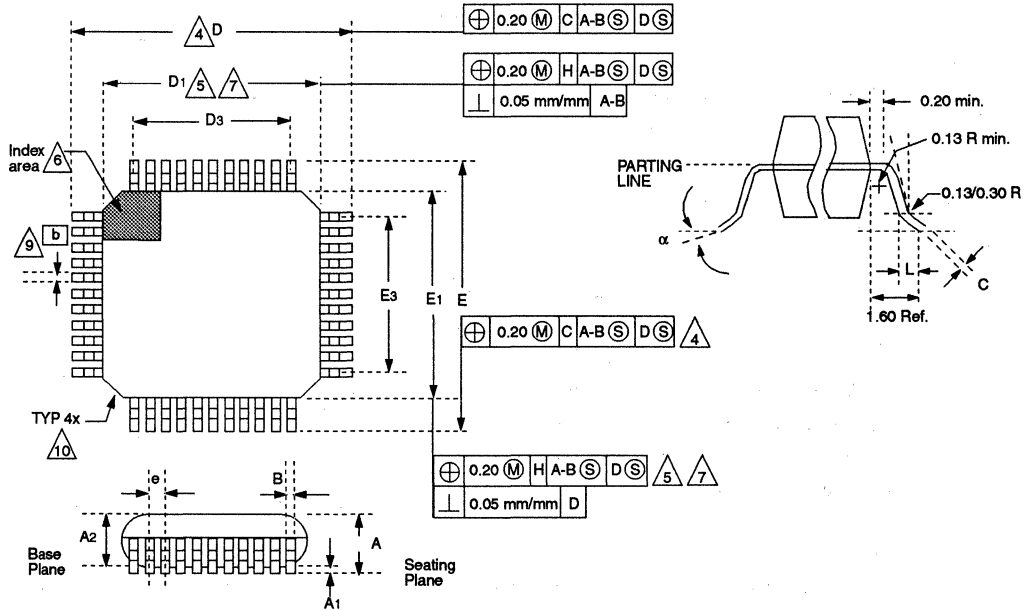 4 D
⌖ 0.20 Ⓜ C A-B Ⓢ D Ⓢ
D1 5 7
⌖ 0.20 Ⓜ H A-B Ⓢ D Ⓢ
⊥ 0.05 mm/mm A-B
D3
Index
area 6
b
9
E3
E1
E
⌖ 0.20 Ⓜ C A-B Ⓢ D Ⓢ 4
TYP 4x
10
⌖ 0.20 Ⓜ H A-B Ⓢ D Ⓢ 5 7
⊥ 0.05 mm/mm D
0.20 min.
0.13 R min.
PARTING
LINE
0.13/0.30 R
α
L
C
1.60 Ref.
e
B
A2
A
Base
Plane
Seating
Plane
A1